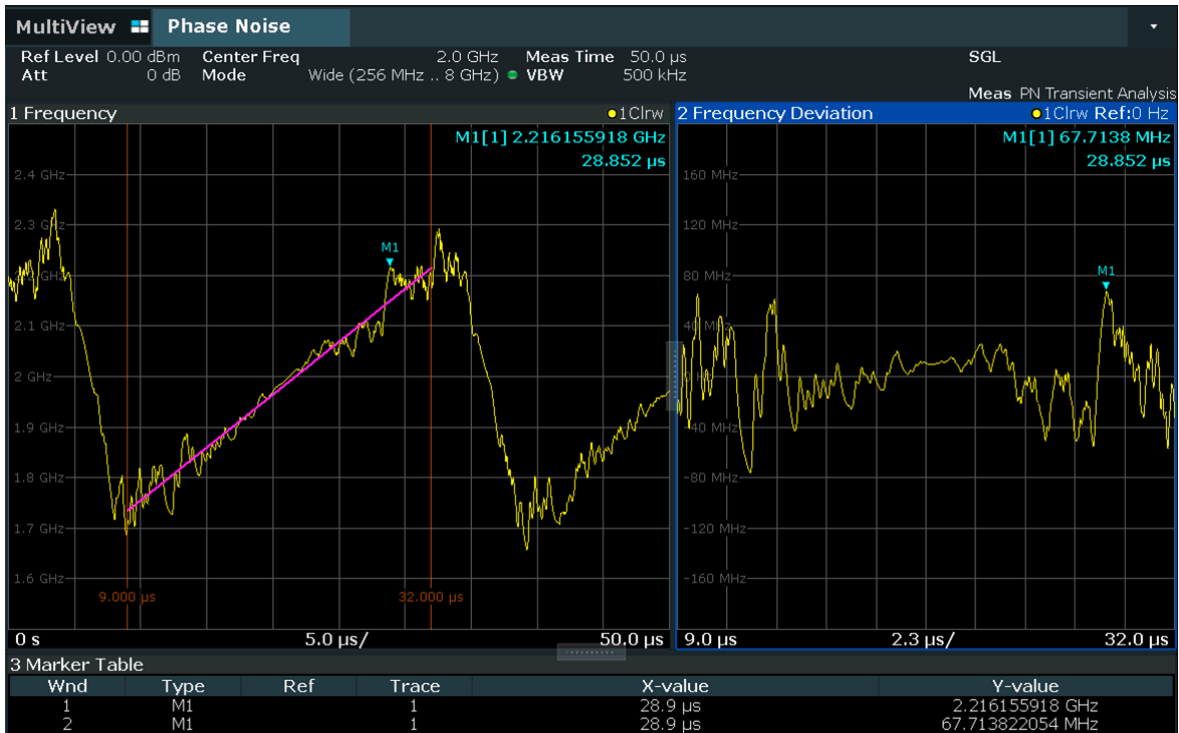 MultiView Phase Noise
Ref Level 0.00 dBm Center Freq 2.0 GHz Meas Time 50.0 µs SGL
Att 0 dB Mode Wide (256 MHz .. 8 GHz) VBW 500 kHz
Meas PN Transient Analysis
1 Frequency 1Clrw
M1[1] 2.216155918 GHz
28.852 µs
2.4 GHz
2.3 GHz
M1
2.1 GHz
2 GHz
1.9 GHz
1.8 GHz
1.7 GHz
1.6 GHz
9.000 µs 32.000 µs
0 s 5.0 µs/ 50.0 µs
2 Frequency Deviation 1Clrw Ref:0 Hz
M1[1] 67.7138 MHz
28.852 µs
160 MHz
120 MHz
80 MHz
M1
40 MHz
-40 MHz
-80 MHz
-120 MHz
-160 MHz
9.0 µs 2.3 µs/ 32.0 µs
3 Marker Table
Wnd Type Ref Trace X-value Y-value
1 M1 1 28.9 µs 2.216155918 GHz
2 M1 1 28.9 µs 67.713822054 MHz